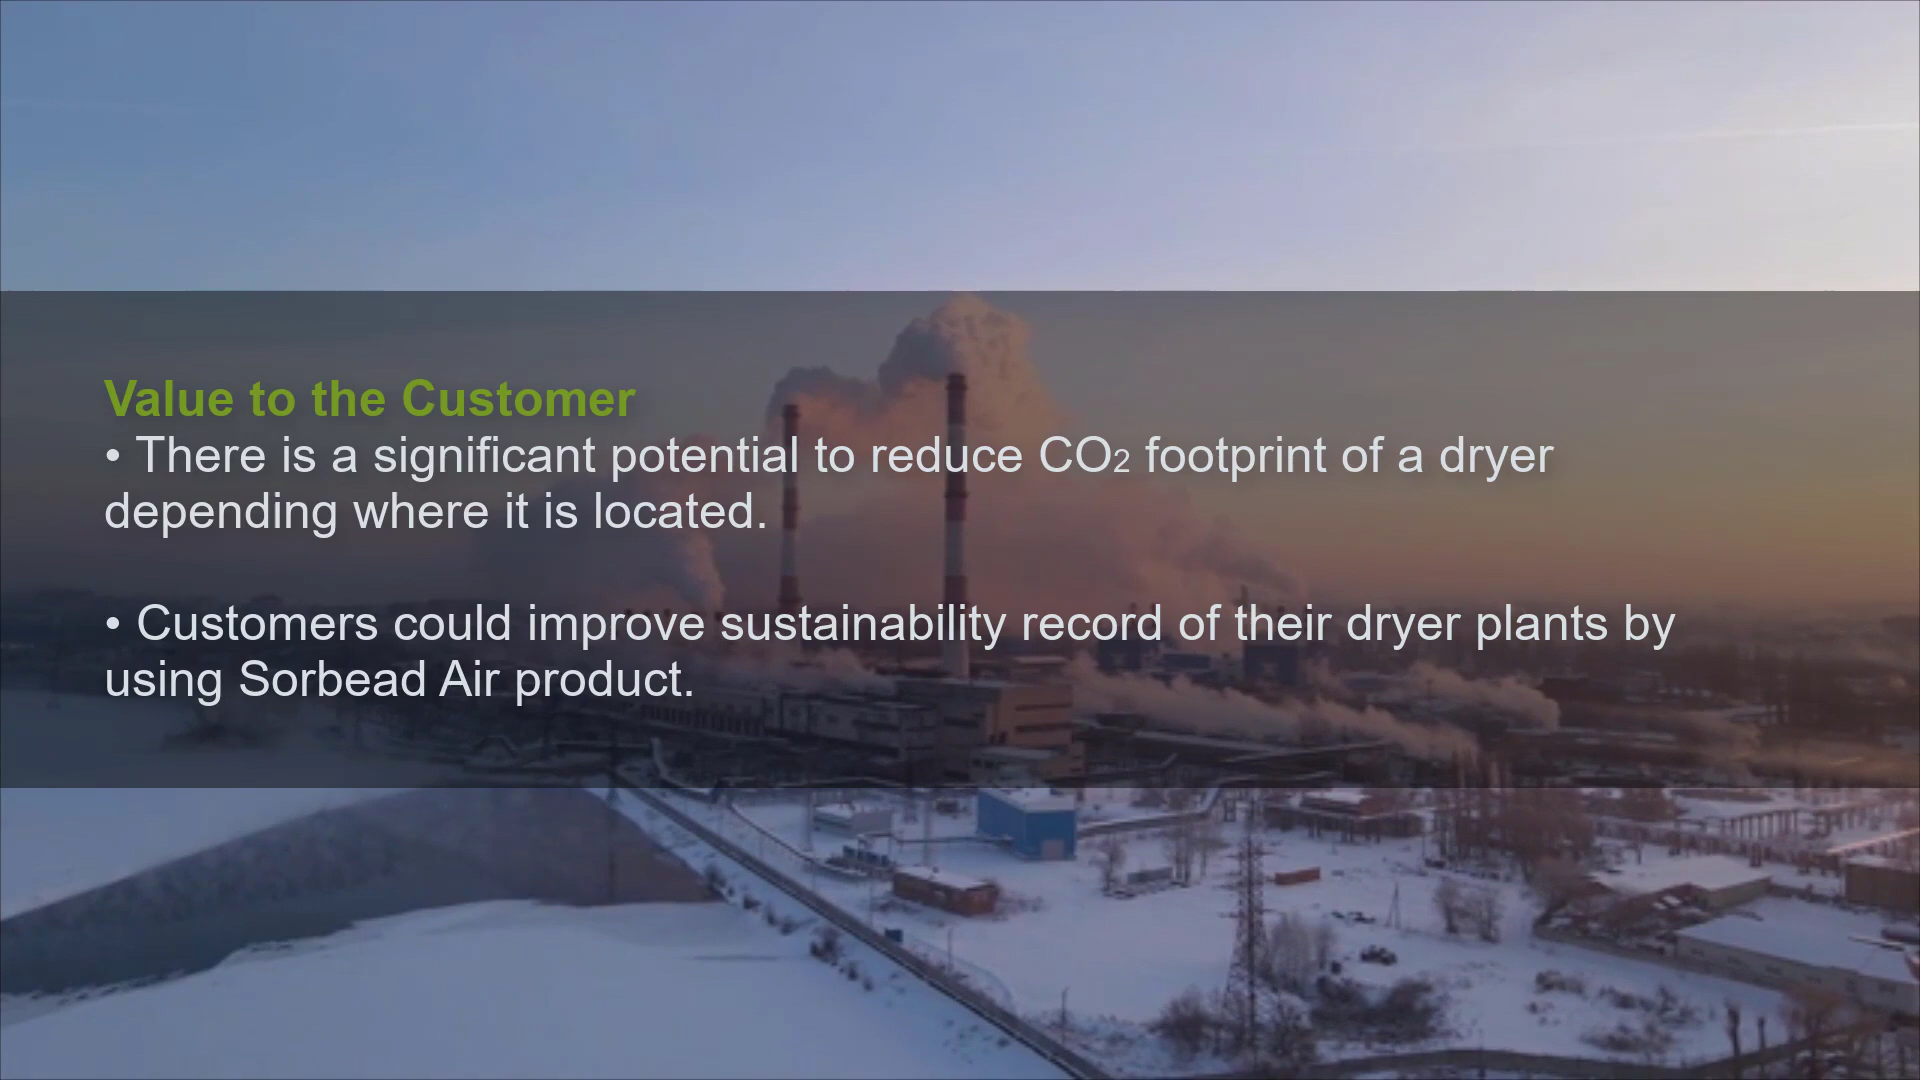 Value to the Customer
• There is a significant potential to reduce CO₂ footprint of a dryer
depending where it is located.
• Customers could improve sustainability record of their dryer plants by
using Sorbead Air product.